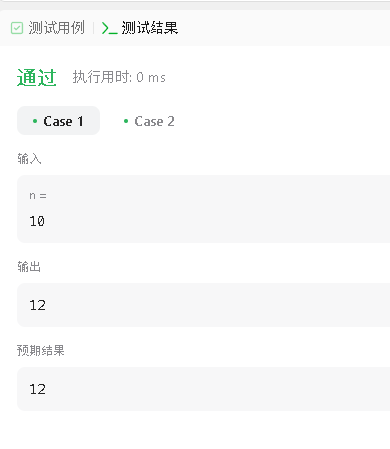 测试用例 | >_ 测试结果
通过 执行用时: 0 ms
• Case 1 • Case 2
输入
n =
10
输出
12
预期结果
12